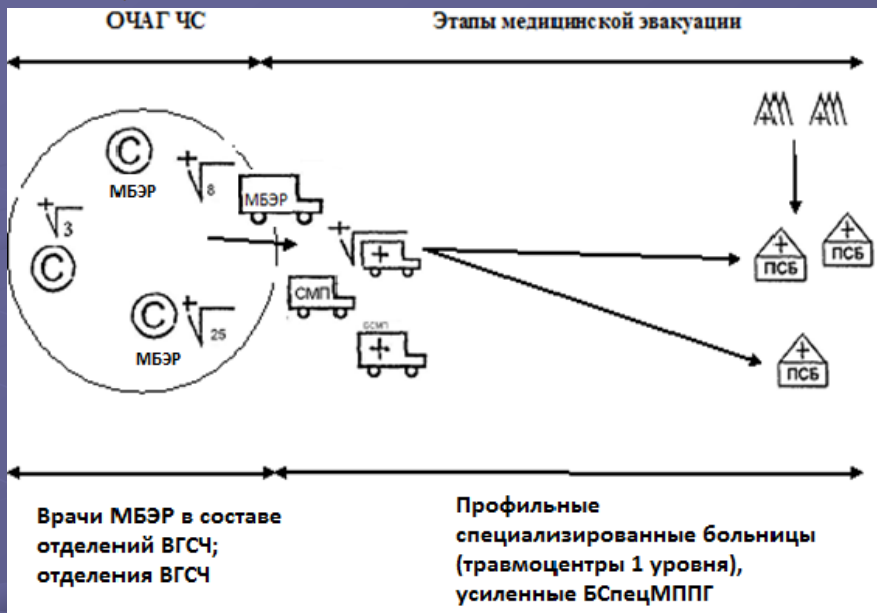 ОЧАГ ЧС
Этапы медицинской эвакуации
С
МБЭР
8
МБЭР
3
С
С
МБЭР
25
СМП
БСМП
ПСБ
ПСБ
ПСБ
Врачи МБЭР в составе
отделений ВГСЧ;
отделения ВГСЧ
Профильные
специализированные больницы
(травмоцентры 1 уровня),
усиленные БСпецМППГ